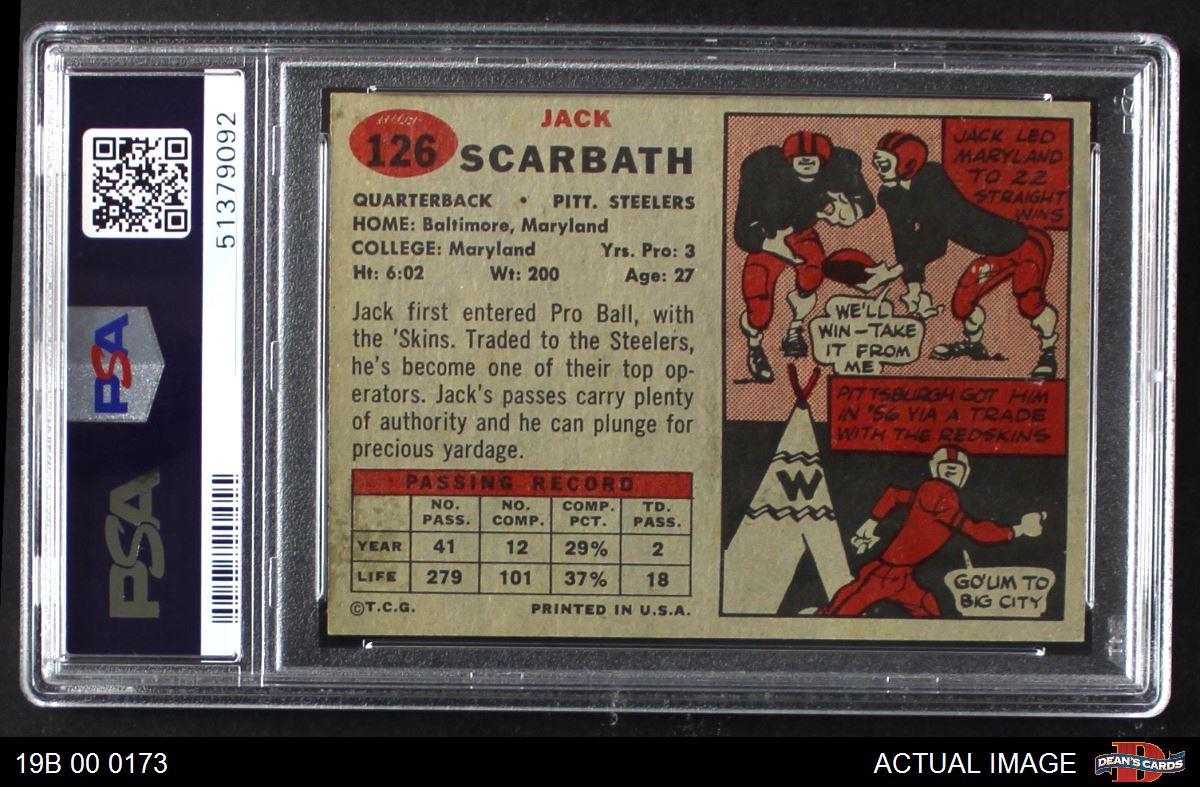 51379092
PSA
PSA
126
JACK
SCARBATH
QUARTERBACK • PITT. STEELERS
HOME: Baltimore, Maryland
COLLEGE: Maryland Yrs. Pro: 3
Ht: 6:02 Wt: 200 Age: 27
Jack first entered Pro Ball, with
the 'Skins. Traded to the Steelers,
he's become one of their top op-
erators. Jack's passes carry plenty
of authority and he can plunge for
precious yardage.
PASSING RECORD
NO. PASS. NO. COMP. COMP. PCT. TD. PASS.
YEAR 41 12 29% 2
LIFE 279 101 37% 18
©T.C.G. PRINTED IN U.S.A.
JACK LED
MARYLAND
TO 22
STRAIGHT
WINS
WE'LL
WIN—TAKE
IT FROM
ME
PITTSBURGH GOT HIM
IN '56 VIA A TRADE
WITH THE REDSKINS
W
GO'UM TO
BIG CITY
19B 00 0173
ACTUAL IMAGE
DEAN'S CARDS